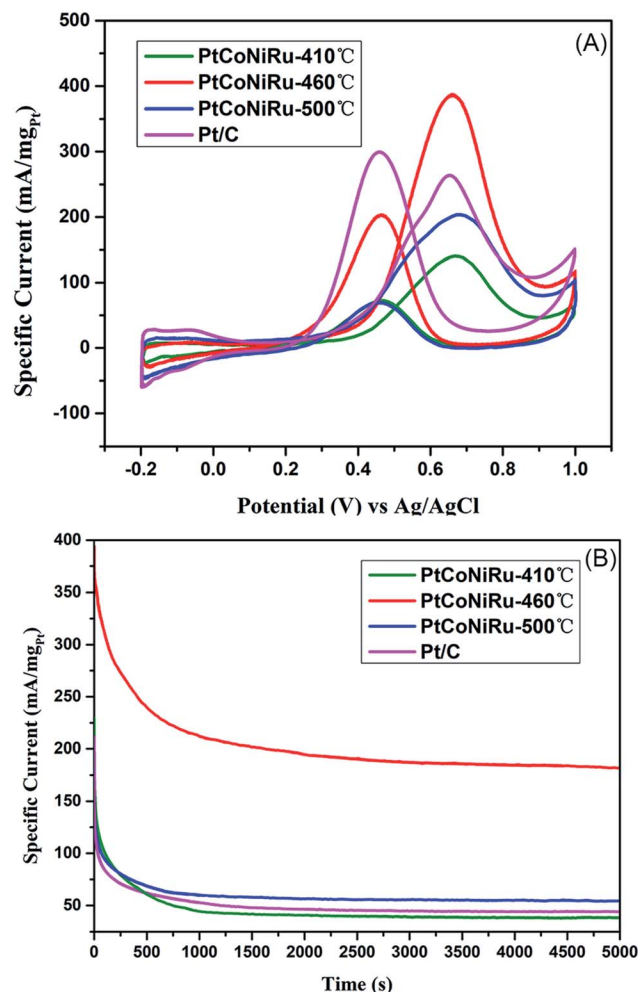 (A)
PtCoNiRu-410℃
PtCoNiRu-460℃
PtCoNiRu-500℃
Pt/C
Specific Current (mA/mgPt)
500
400
300
200
100
0
-100
-0.2 0.0 0.2 0.4 0.6 0.8 1.0
Potential (V) vs Ag/AgCl
(B)
PtCoNiRu-410℃
PtCoNiRu-460℃
PtCoNiRu-500℃
Pt/C
Specific Current (mA/mgPt)
400
350
300
250
200
150
100
50
0 500 1000 1500 2000 2500 3000 3500 4000 4500 5000
Time (s)